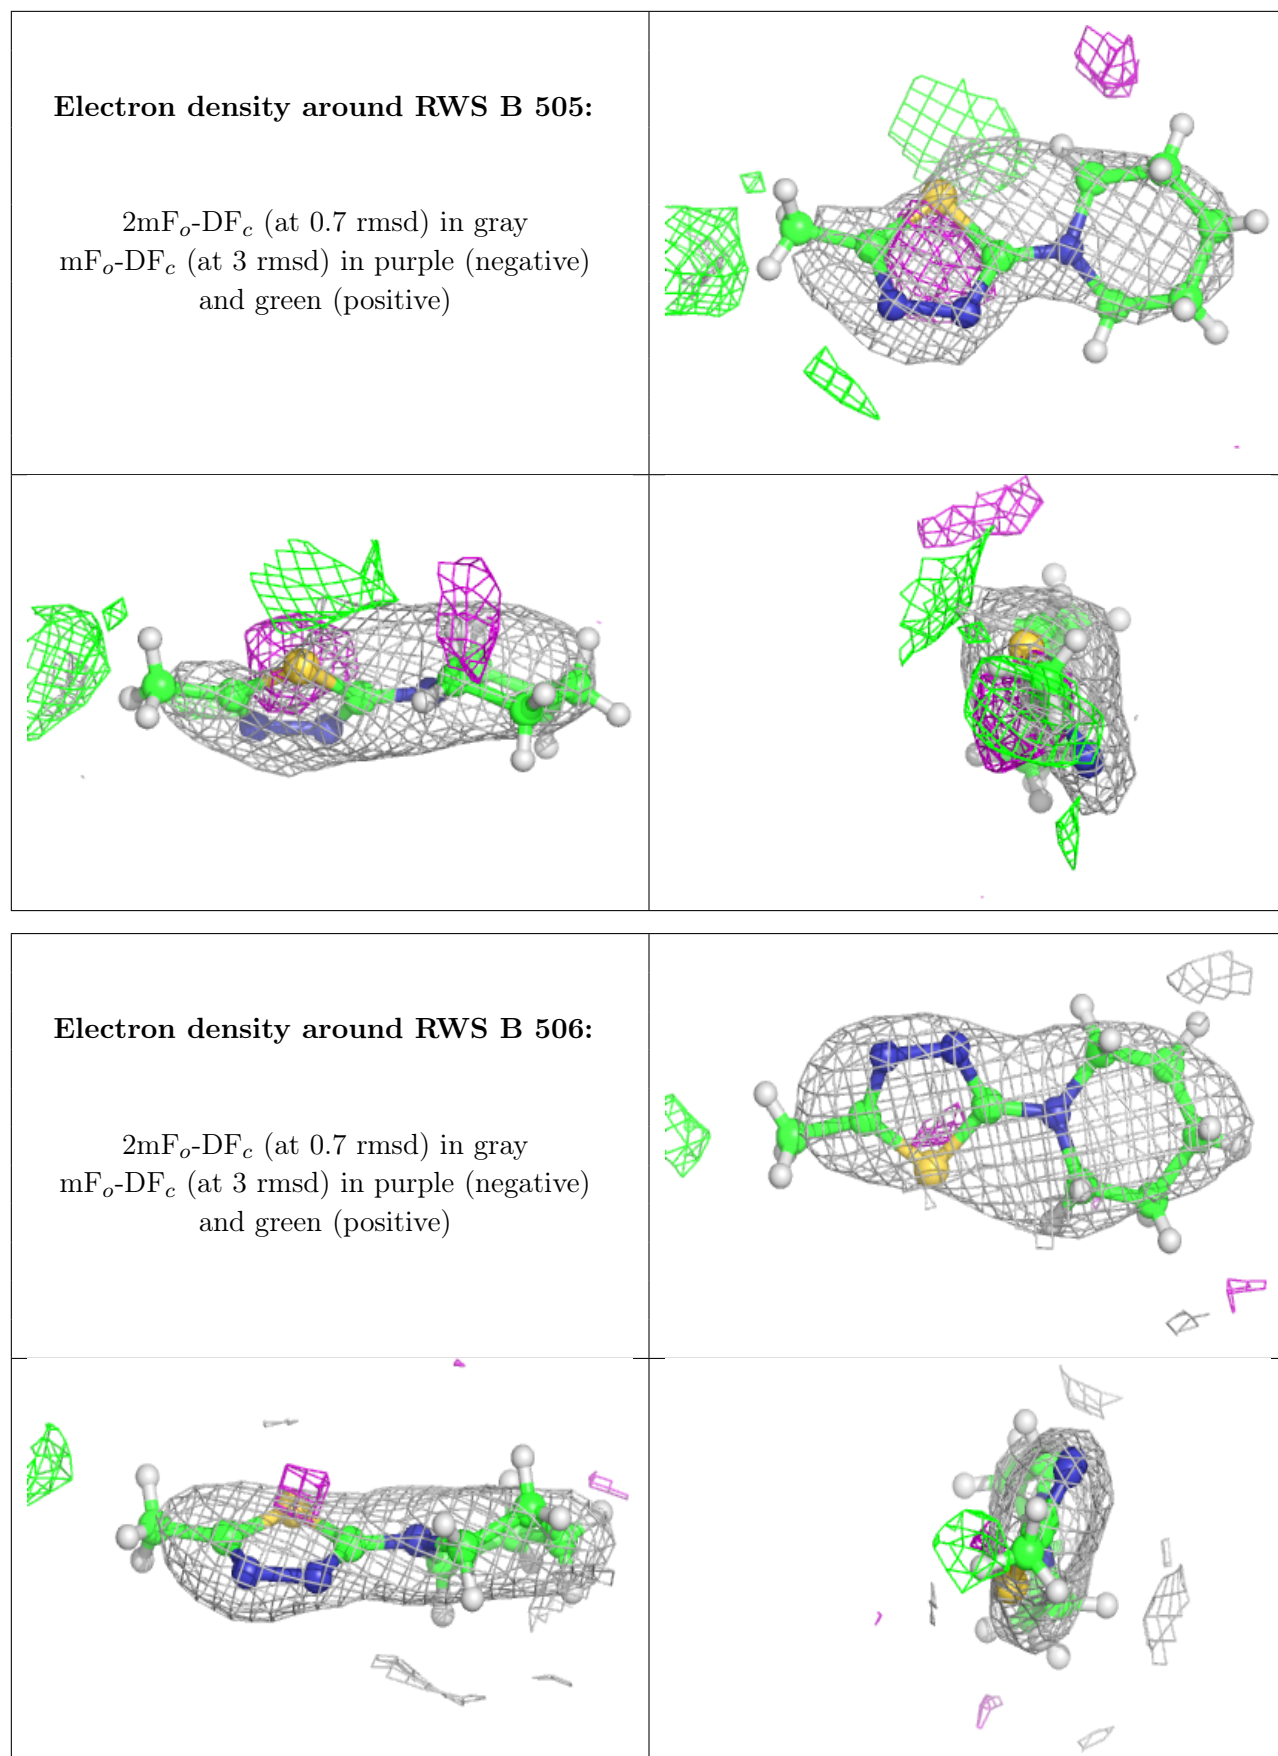 Electron density around RWS B 505:
2mFo-DFc (at 0.7 rmsd) in gray
mFo-DFc (at 3 rmsd) in purple (negative)
and green (positive)
Electron density around RWS B 506:
2mFo-DFc (at 0.7 rmsd) in gray
mFo-DFc (at 3 rmsd) in purple (negative)
and green (positive)